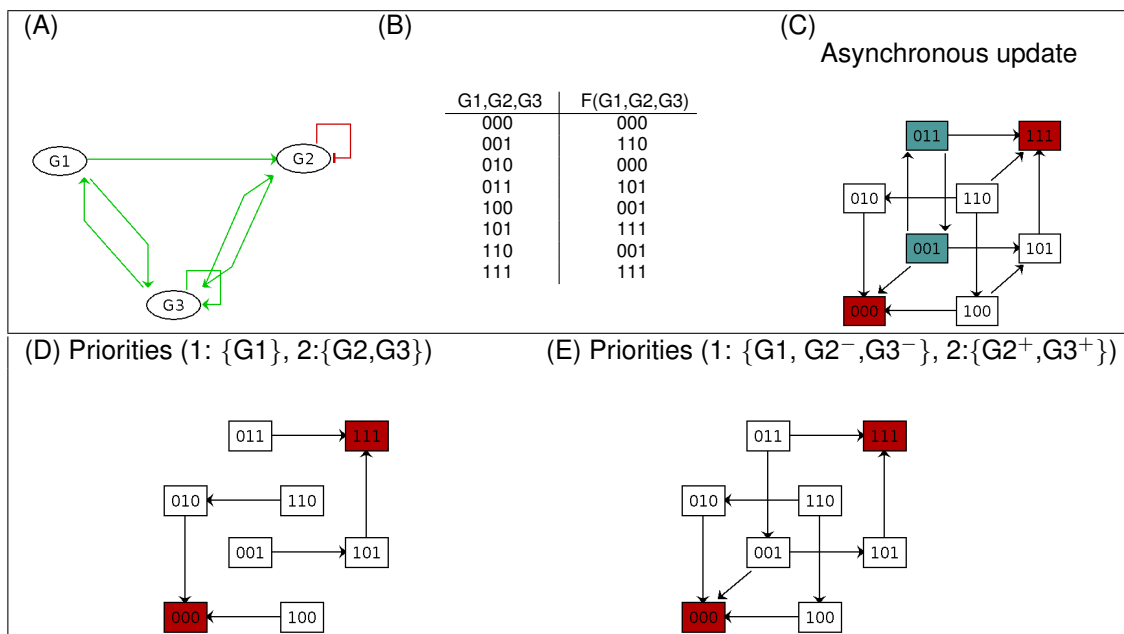 (A)
(B)
(C)
Asynchronous update
G1
G2
G3
G1,G2,G3 F(G1,G2,G3)
000 000
001 110
010 000
011 101
100 001
101 111
110 001
111 111
011 111
010 110
001 101
000 100
(D) Priorities (1: {G1}, 2:{G2,G3})
011 111
010 110
001 101
000 100
(E) Priorities (1: {G1, G2⁻,G3⁻}, 2:{G2⁺,G3⁺})
011 111
010 110
001 101
000 100